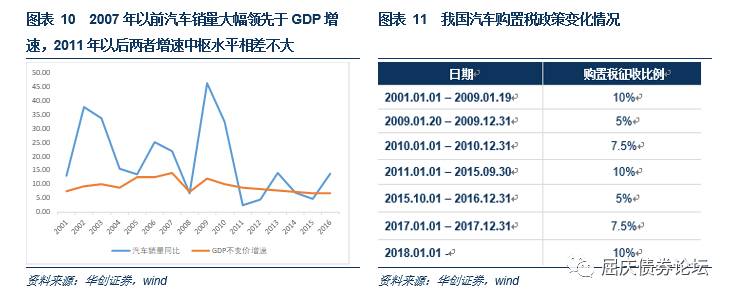 图表 10 2007 年以前汽车销量大幅领先于 GDP 增
速，2011 年以后两者增速中枢水平相差不大
50.00
45.00
40.00
35.00
30.00
25.00
20.00
15.00
10.00
5.00
0.00
2001 2002 2003 2004 2005 2006 2007 2008 2009 2010 2011 2012 2013 2014 2015 2016
汽车销量同比 GDP不变价增速
资料来源：华创证券，wind
图表 11 我国汽车购置税政策变化情况
日期 购置税征收比例
2001.01.01 – 2009.01.19 10%
2009.01.20 – 2009.12.31 5%
2010.01.01 – 2010.12.31 7.5%
2011.01.01 – 2015.09.30 10%
2015.10.01 – 2016.12.31 5%
2017.01.01 – 2017.12.31 7.5%
2018.01.01 - 10%
资料来源：华创证券，wind
屈庆债券论坛